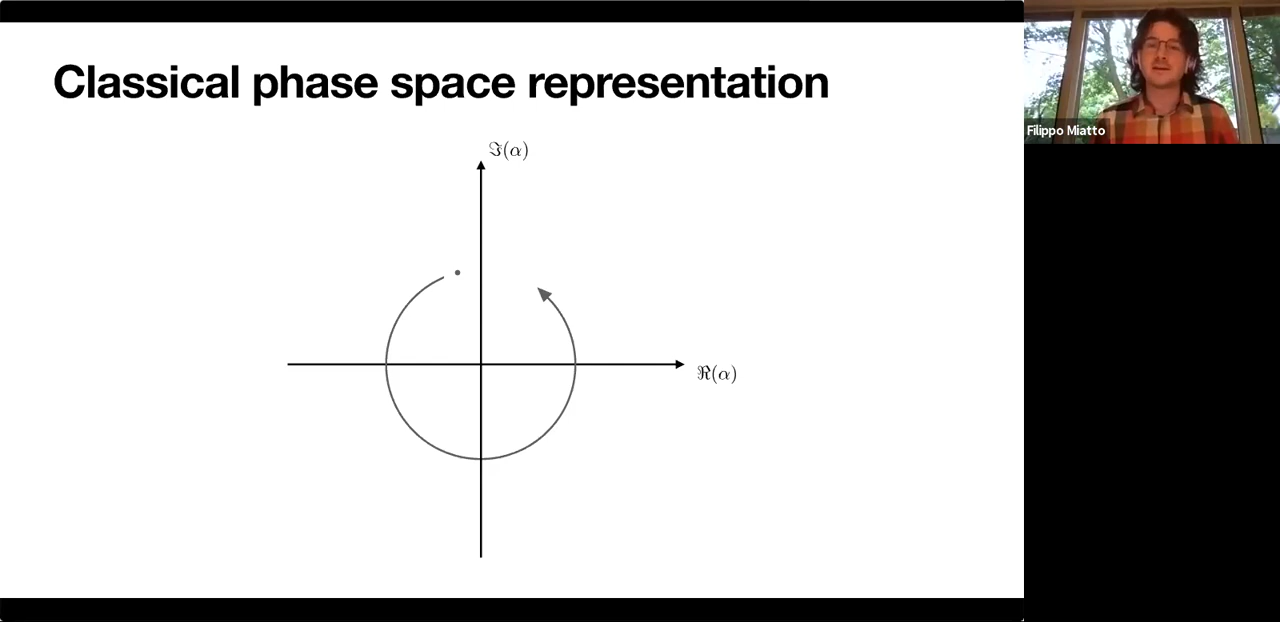 Classical phase space representation
ℑ(α)
ℜ(α)
Filippo Miatto